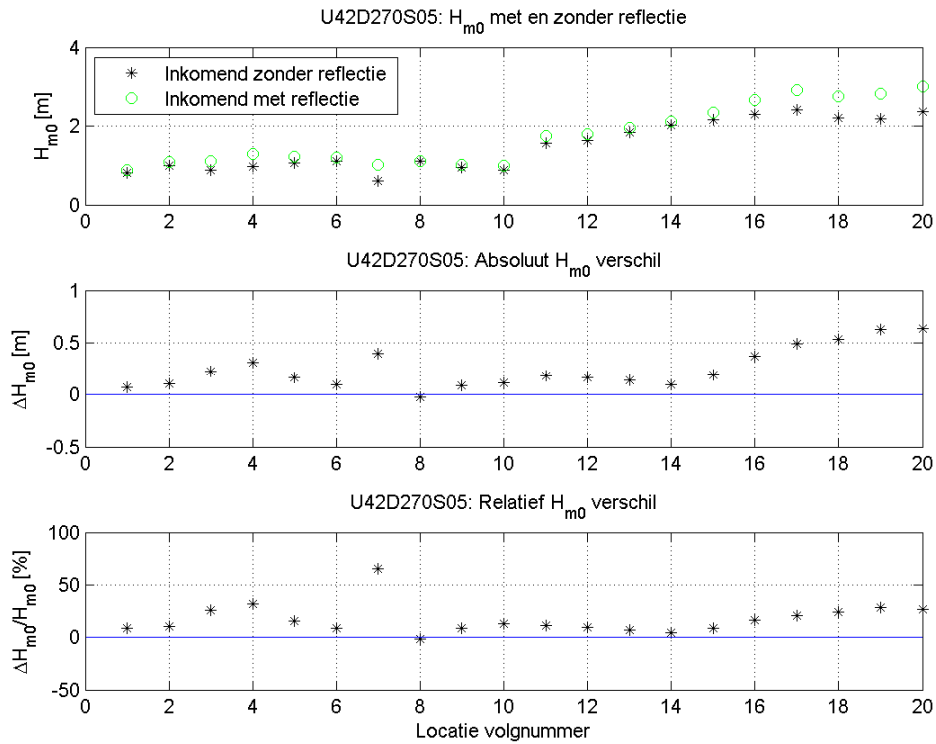 U42D270S05: Hm0 met en zonder reflectie
Hm0 [m]
4
2
0
Inkomend zonder reflectie
Inkomend met reflectie
0 2 4 6 8 10 12 14 16 18 20
U42D270S05: Absoluut Hm0 verschil
ΔHm0 [m]
1
0.5
0
-0.5
0 2 4 6 8 10 12 14 16 18 20
U42D270S05: Relatief Hm0 verschil
ΔHm0/Hm0 [%]
100
50
0
-50
0 2 4 6 8 10 12 14 16 18 20
Locatie volgnummer